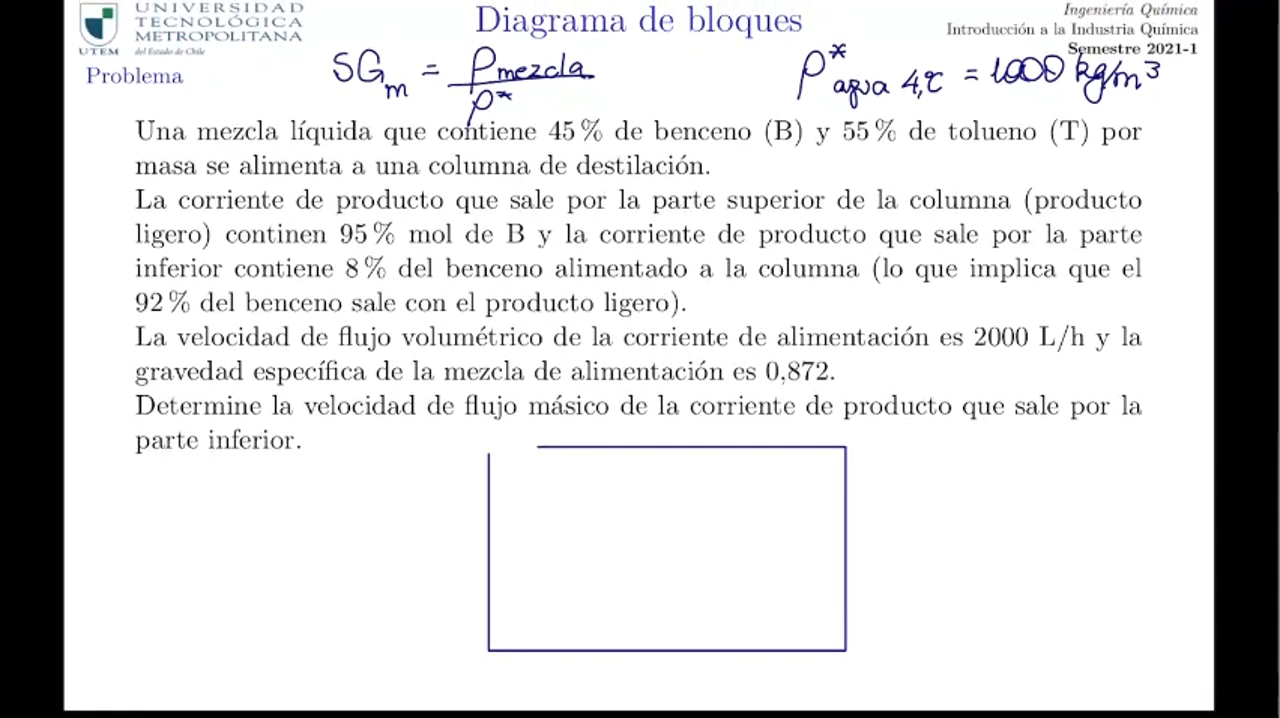 UNIVERSIDAD
TECNOLÓGICA
METROPOLITANA
UTEM del Estado de Chile
Diagrama de bloques
Ingeniería Química
Introducción a la Industria Química
Semestre 2021-1
Problema
SGm = ρmezcla / ρ*
ρ* agua 4°C = 1000 kg/m³
Una mezcla líquida que contiene 45 % de benceno (B) y 55 % de tolueno (T) por
masa se alimenta a una columna de destilación.
La corriente de producto que sale por la parte superior de la columna (producto
ligero) continen 95 % mol de B y la corriente de producto que sale por la parte
inferior contiene 8 % del benceno alimentado a la columna (lo que implica que el
92 % del benceno sale con el producto ligero).
La velocidad de flujo volumétrico de la corriente de alimentación es 2000 L/h y la
gravedad específica de la mezcla de alimentación es 0,872.
Determine la velocidad de flujo másico de la corriente de producto que sale por la
parte inferior.